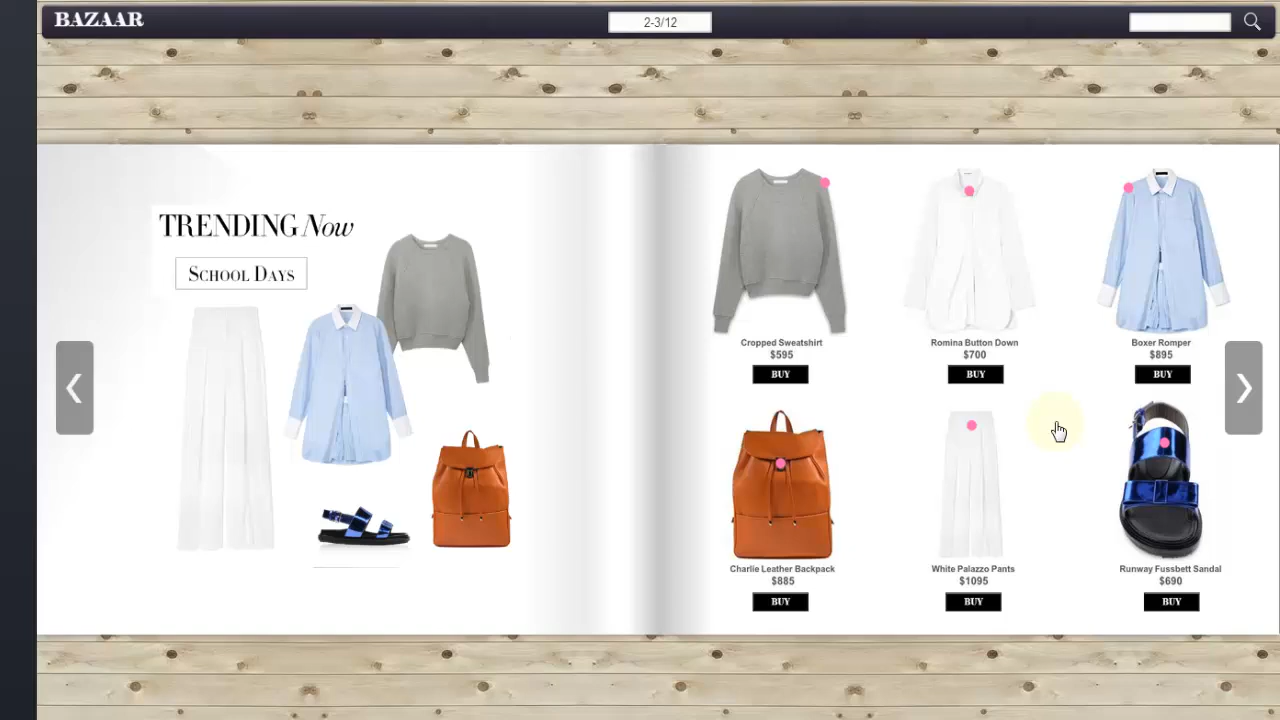 BAZAAR
2-3/12
TRENDING Now
SCHOOL DAYS
Cropped Sweatshirt
$595
BUY
Romina Button Down
$700
BUY
Boxer Romper
$895
BUY
Charlie Leather Backpack
$885
BUY
White Palazzo Pants
$1095
BUY
Runway Fussbett Sandal
$690
BUY